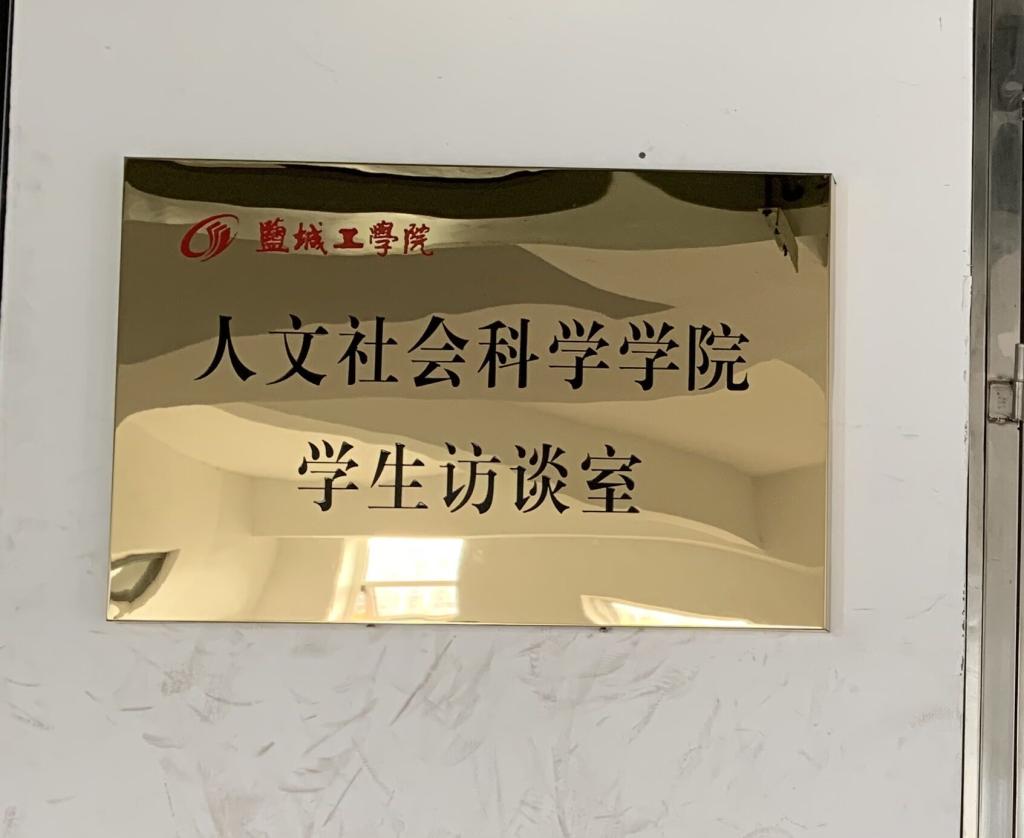 鹽城工學院
人文社会科学学院
学生访谈室